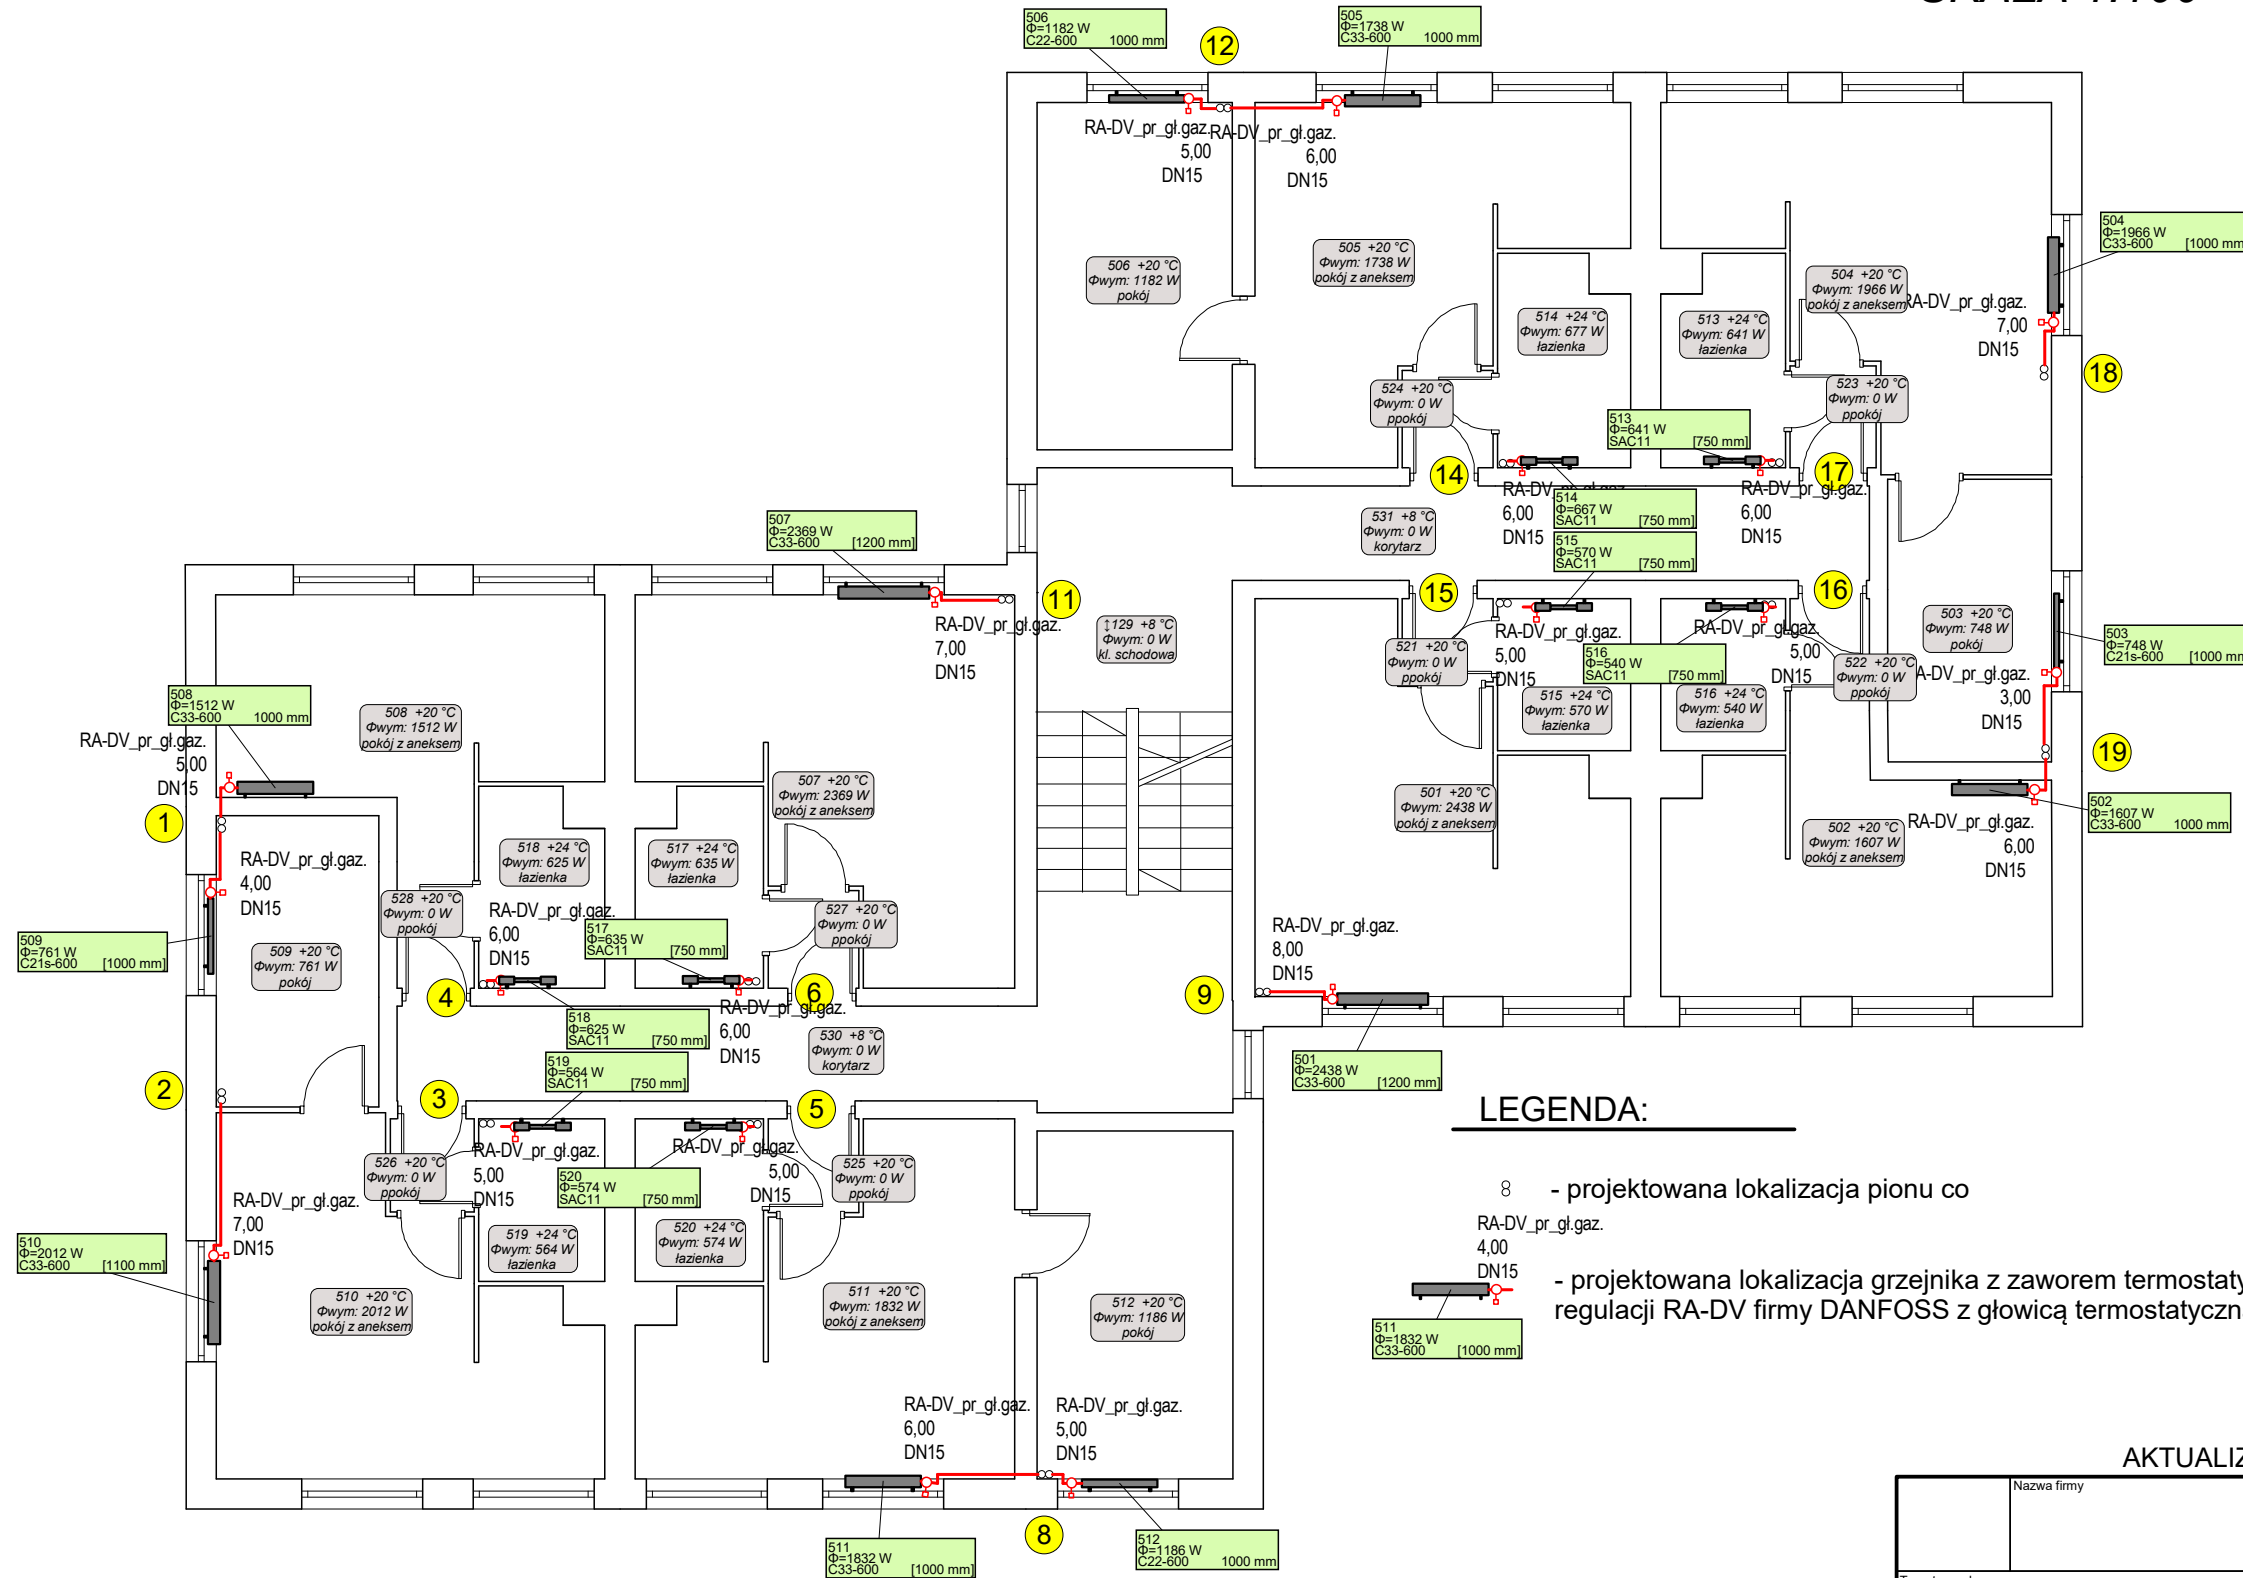 506
Φ=1182 W
C22-600 1000 mm
505
Φ=1738 W
C33-600 1000 mm
12
RA-DV_pr_gł.gaz.
5,00
DN15
RA-DV_pr_gł.gaz.
6,00
DN15
504
Φ=1966 W
C33-600 [1000 mm
506 +20 °C
Φwym: 1182 W
pokój
505 +20 °C
Φwym: 1738 W
pokój z aneksem
504 +20 °C
Φwym: 1966 W
pokój z aneksem
RA-DV_pr_gł.gaz.
7,00
DN15
514 +24 °C
Φwym: 677 W
łazienka
513 +24 °C
Φwym: 641 W
łazienka
18
524 +20 °C
Φwym: 0 W
ppokój
523 +20 °C
Φwym: 0 W
ppokój
513
Φ=641 W
SAC11 [750 mm]
14
17
RA-DV_pr_gł.gaz.
6,00
DN15
514
Φ=667 W
SAC11 [750 mm]
RA-DV_pr_gł.gaz.
6,00
DN15
507
Φ=2369 W
C33-600 [1200 mm]
531 +8 °C
Φwym: 0 W
korytarz
515
Φ=570 W
SAC11 [750 mm]
11
15
16
RA-DV_pr_gł.gaz.
7,00
DN15
↕129 +8 °C
Φwym: 0 W
kl. schodowa
521 +20 °C
Φwym: 0 W
ppokój
RA-DV_pr_gł.gaz.
5,00
DN15
516
Φ=540 W
SAC11 [750 mm]
RA-DV_pr_gł.gaz.
5,00
DN15
522 +20 °C
Φwym: 0 W
ppokój
503 +20 °C
Φwym: 748 W
pokój
503
Φ=748 W
C21s-600 [1000 mm
A-DV_pr_gł.gaz.
3,00
DN15
515 +24 °C
Φwym: 570 W
łazienka
516 +24 °C
Φwym: 540 W
łazienka
508
Φ=1512 W
C33-600 1000 mm
508 +20 °C
Φwym: 1512 W
pokój z aneksem
RA-DV_pr_gł.gaz.
5,00
DN15
507 +20 °C
Φwym: 2369 W
pokój z aneksem
501 +20 °C
Φwym: 2438 W
pokój z aneksem
19
502
Φ=1607 W
C33-600 1000 mm
502 +20 °C
Φwym: 1607 W
pokój z aneksem
RA-DV_pr_gł.gaz.
6,00
DN15
1
RA-DV_pr_gł.gaz.
4,00
DN15
518 +24 °C
Φwym: 625 W
łazienka
517 +24 °C
Φwym: 635 W
łazienka
528 +20 °C
Φwym: 0 W
ppokój
RA-DV_pr_gł.gaz.
6,00
DN15
517
Φ=635 W
SAC11 [750 mm]
527 +20 °C
Φwym: 0 W
ppokój
RA-DV_pr_gł.gaz.
8,00
DN15
509
Φ=761 W
C21s-600 [1000 mm]
509 +20 °C
Φwym: 761 W
pokój
4
6
9
518
Φ=625 W
SAC11 [750 mm]
RA-DV_pr_gł.gaz.
6,00
DN15
530 +8 °C
Φwym: 0 W
korytarz
519
Φ=564 W
SAC11 [750 mm]
501
Φ=2438 W
C33-600 [1200 mm]
2
3
5
LEGENDA:
RA-DV_pr_gł.gaz.
5,00
DN15
520
Φ=574 W
SAC11 [750 mm]
RA-DV_pr_gł.gaz.
5,00
DN15
526 +20 °C
Φwym: 0 W
ppokój
525 +20 °C
Φwym: 0 W
ppokój
- projektowana lokalizacja pionu co
RA-DV_pr_gł.gaz.
7,00
DN15
519 +24 °C
Φwym: 564 W
łazienka
520 +24 °C
Φwym: 574 W
łazienka
RA-DV_pr_gł.gaz.
4,00
DN15
510
Φ=2012 W
C33-600 [1100 mm]
510 +20 °C
Φwym: 2012 W
pokój z aneksem
511 +20 °C
Φwym: 1832 W
pokój z aneksem
512 +20 °C
Φwym: 1186 W
pokój
- projektowana lokalizacja grzejnika z zaworem
regulacji RA-DV firmy DANFOSS z głowicą
511
Φ=1832 W
C33-600 [1000 mm]
RA-DV_pr_gł.gaz.
6,00
DN15
RA-DV_pr_gł.gaz.
5,00
DN15
Nazwa firmy
8
511
Φ=1832 W
C33-600 [1000 mm]
512
Φ=1186 W
C22-600 1000 mm